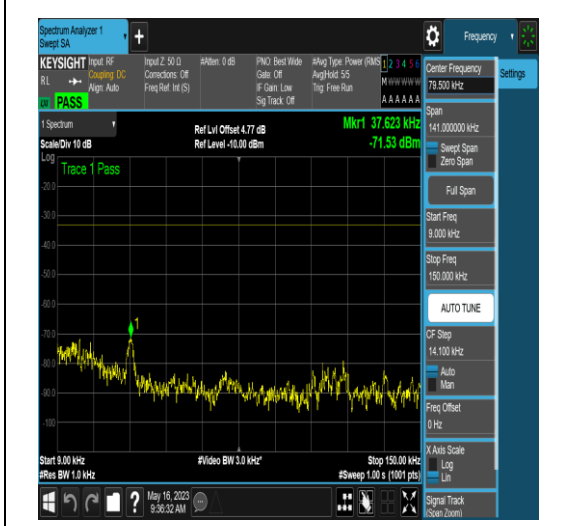 Spectrum Analyzer 1
Swept SA
Frequency
KEYSIGHT
RL
PASS
Input: RF
Coupling: DC
Align: Auto
Input Z: 50 Ω
Corrections: Off
Freq Ref: Int (S)
#Atten: 0 dB
PNO: Best Wide
Gate: Off
IF Gain: Low
Sig Track: Off
#Avg Type: Power (RMS
Avg|Hold: 5/5
Trig: Free Run
1 2 3 4 5 6
M W W W W W
A A A A A A
1 Spectrum
Scale/Div 10 dB
Ref Lvl Offset 4.77 dB
Ref Level -10.00 dBm
Mkr1 37.623 kHz
-71.53 dBm
Log
Trace 1 Pass
-20.0
-30.0
-40.0
-50.0
-60.0
-70.0
-80.0
-90.0
-100
1
Start 9.00 kHz
#Res BW 1.0 kHz
#Video BW 3.0 kHz*
Stop 150.00 kHz
#Sweep 1.00 s (1001 pts)
May 16, 2023
9:36:32 AM
Center Frequency
79.500 kHz
Settings
Span
141.000000 kHz
Swept Span
Zero Span
Full Span
Start Freq
9.000 kHz
Stop Freq
150.000 kHz
AUTO TUNE
CF Step
14.100 kHz
Auto
Man
Freq Offset
0 Hz
X Axis Scale
Log
Lin
Signal Track
(Span Zoom)